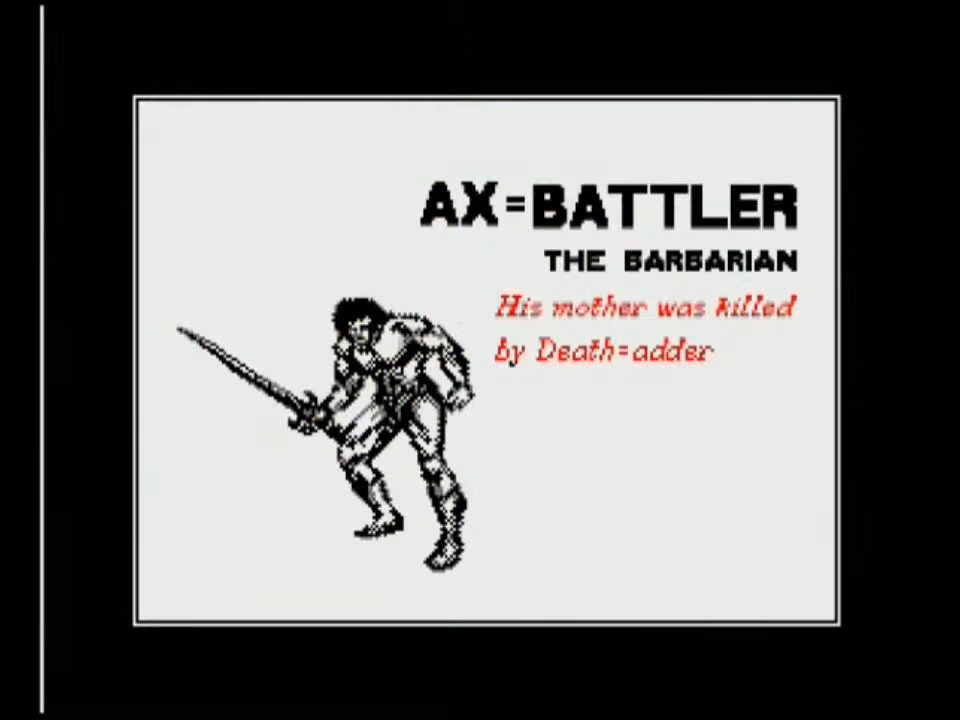 AX=BATTLER
THE BARBARIAN
His mother was killed
by Death=adder